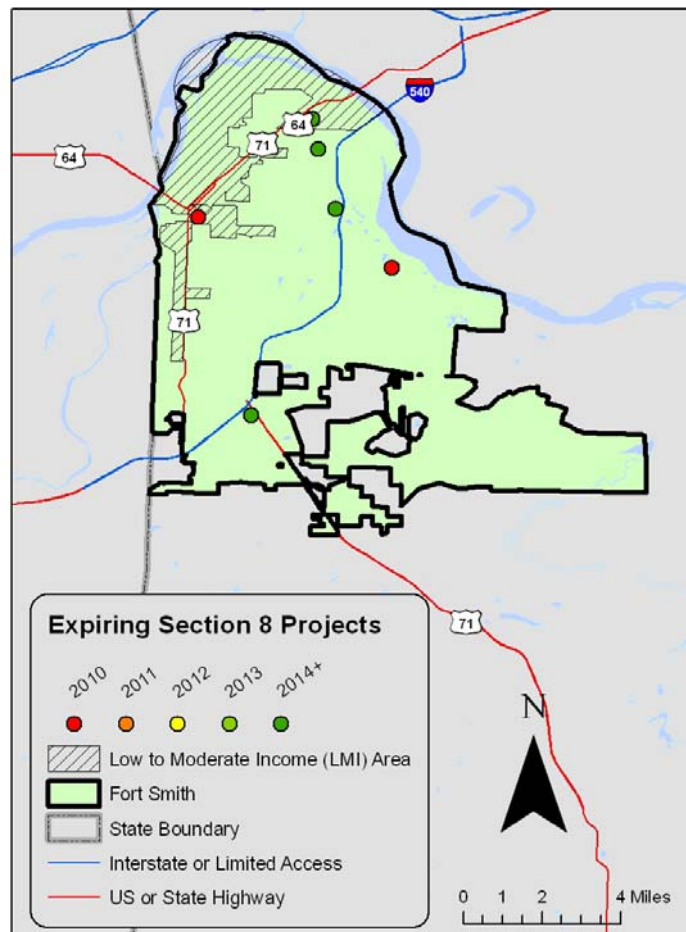 540
64
71
64
71
Expiring Section 8 Projects
2010 2011 2012 2013 2014+
Low to Moderate Income (LMI) Area
Fort Smith
State Boundary
Interstate or Limited Access
US or State Highway
71
N
0 1 2 4 Miles